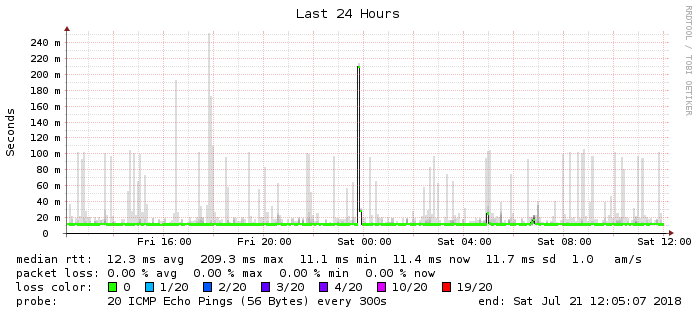 Last 24 Hours
RRDTOOL / TOBI OETIKER
Seconds
240 m
220 m
200 m
180 m
160 m
140 m
120 m
100 m
80 m
60 m
40 m
20 m
0
Fri 16:00 Fri 20:00 Sat 00:00 Sat 04:00 Sat 08:00 Sat 12:00
median rtt: 12.3 ms avg 209.3 ms max 11.1 ms min 11.4 ms now 11.7 ms sd 1.0 am/s
packet loss: 0.00 % avg 0.00 % max 0.00 % min 0.00 % now
loss color: 0 1/20 2/20 3/20 4/20 10/20 19/20
probe: 20 ICMP Echo Pings (56 Bytes) every 300s end: Sat Jul 21 12:05:07 2018